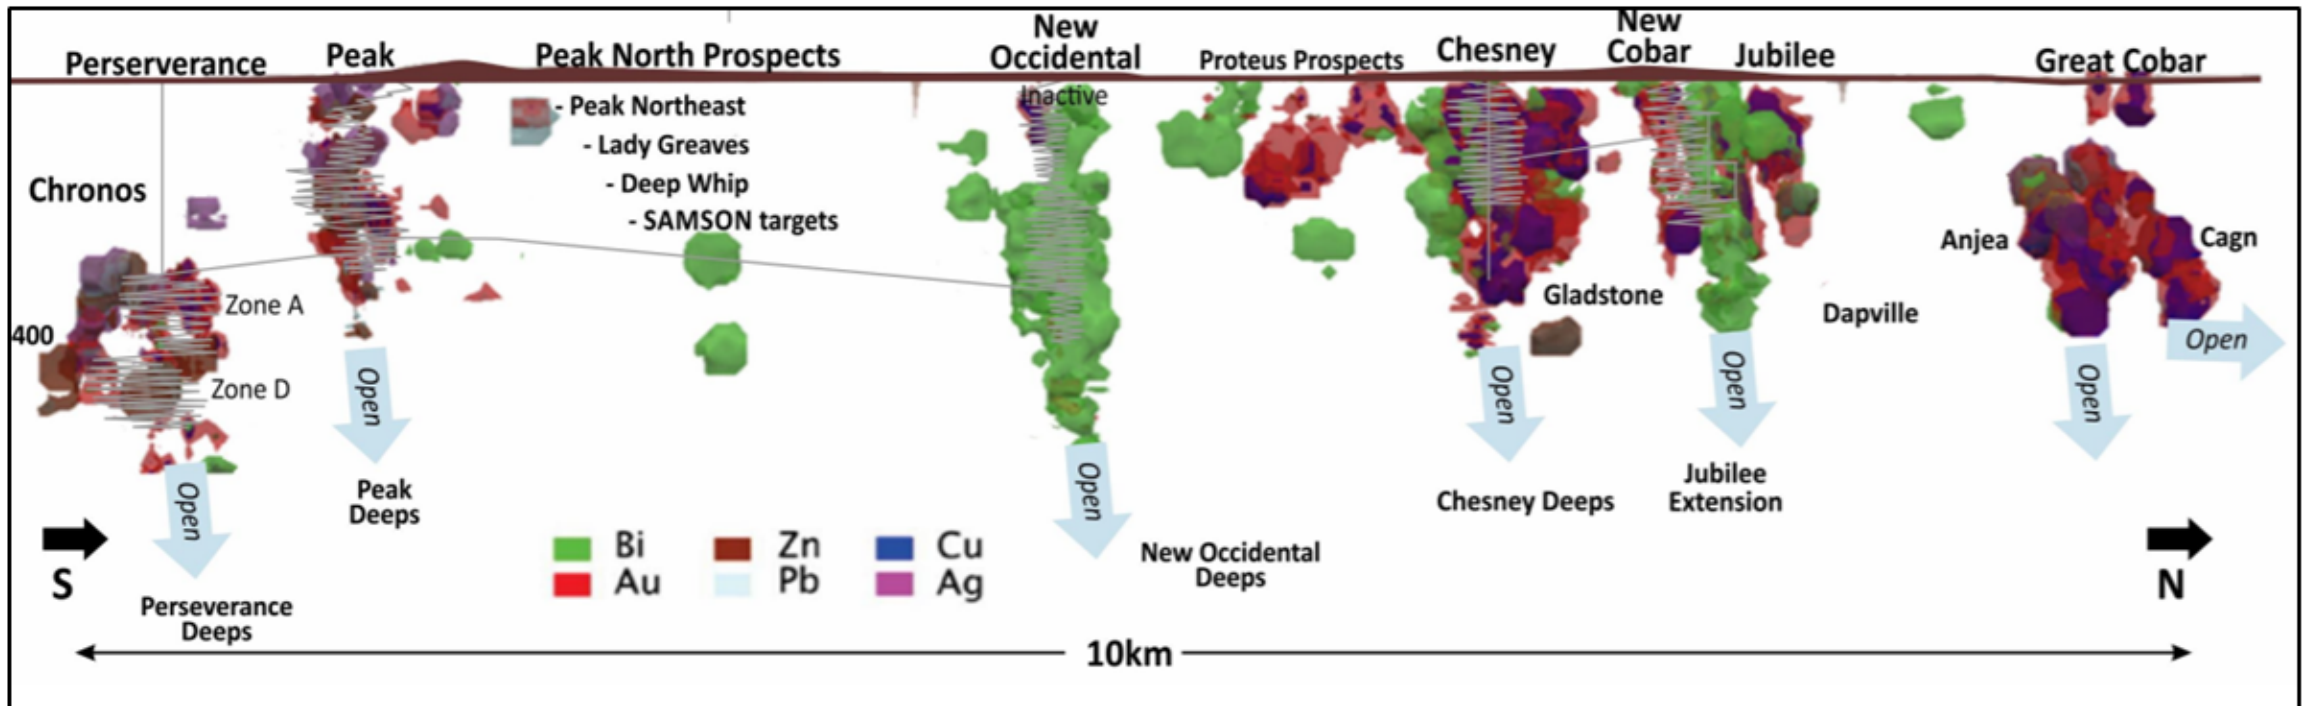 Perserverance
Peak
Peak North Prospects
New
Occidental
Inactive
Proteus Prospects
Chesney
New
Cobar
Jubilee
Great Cobar
- Peak Northeast
- Lady Greaves
- Deep Whip
- SAMSON targets
Chronos
Zone A
400
Zone D
Anjea
Cagn
Gladstone
Dapville
Open
Open
Open
Open
Open
Open
Open
Peak
Deeps
Chesney Deeps
Jubilee
Extension
New Occidental
Deeps
Perseverance
Deeps
Bi
Zn
Cu
Au
Pb
Ag
S
N
10km